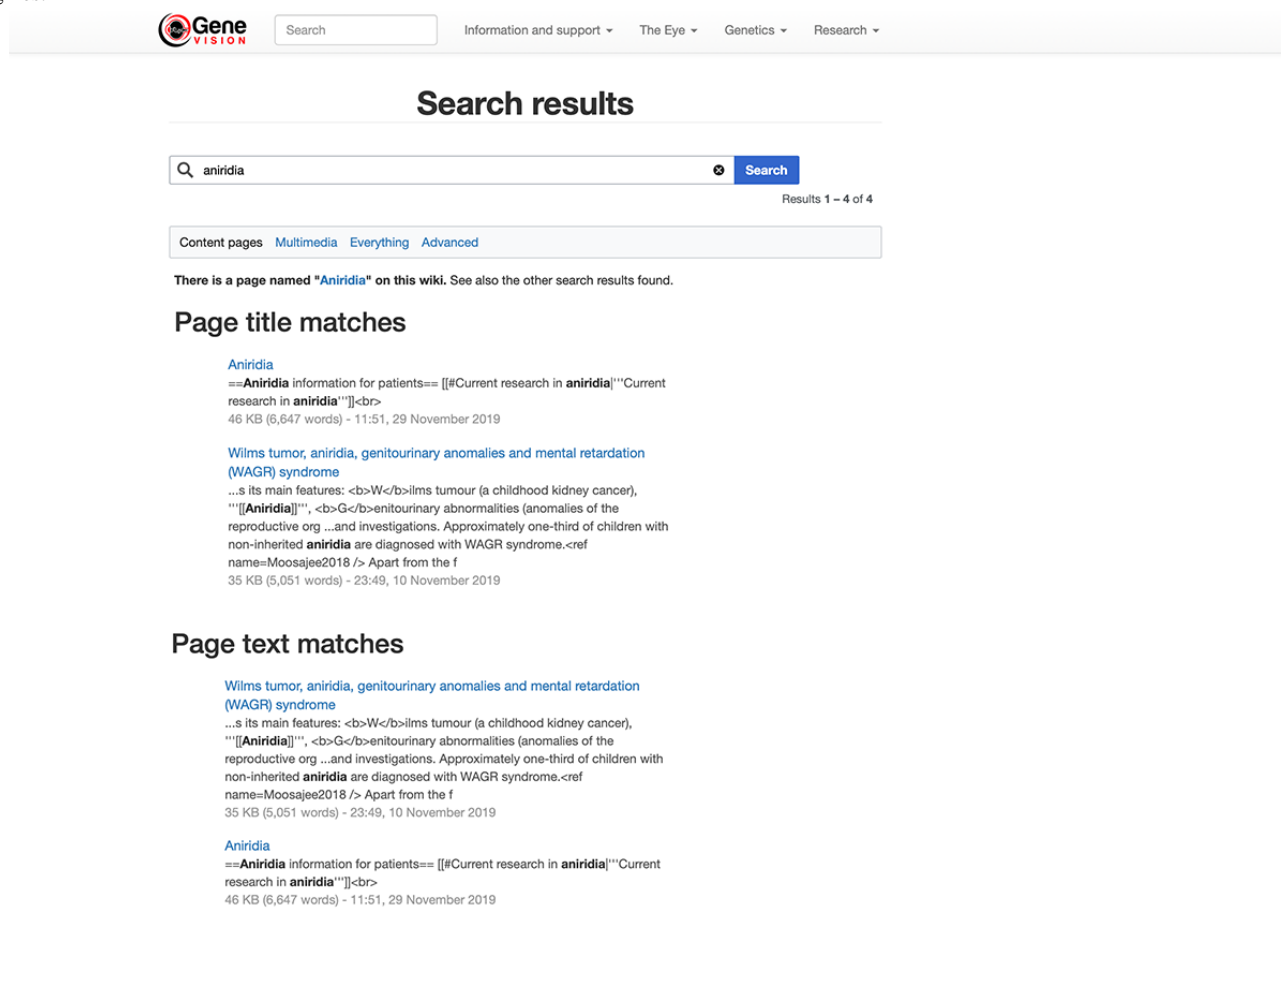 Gene
VISION
Search
Information and support
The Eye
Genetics
Research
Search results
aniridia
Search
Results 1 – 4 of 4
Content pages Multimedia Everything Advanced
There is a page named "Aniridia" on this wiki. See also the other search results found.
Page title matches
Aniridia
==Aniridia information for patients== [[#Current research in aniridia|'''Current
research in aniridia''']]<br>
46 KB (6,647 words) - 11:51, 29 November 2019
Wilms tumor, aniridia, genitourinary anomalies and mental retardation
(WAGR) syndrome
...s its main features: <b>W</b>ilms tumour (a childhood kidney cancer),
'''[[Aniridia]]''', <b>G</b>enitourinary abnormalities (anomalies of the
reproductive org ...and investigations. Approximately one-third of children with
non-inherited aniridia are diagnosed with WAGR syndrome.<ref
name=Moosajee2018 /> Apart from the f
35 KB (5,051 words) - 23:49, 10 November 2019
Page text matches
Wilms tumor, aniridia, genitourinary anomalies and mental retardation
(WAGR) syndrome
...s its main features: <b>W</b>ilms tumour (a childhood kidney cancer),
'''[[Aniridia]]''', <b>G</b>enitourinary abnormalities (anomalies of the
reproductive org ...and investigations. Approximately one-third of children with
non-inherited aniridia are diagnosed with WAGR syndrome.<ref
name=Moosajee2018 /> Apart from the f
35 KB (5,051 words) - 23:49, 10 November 2019
Aniridia
==Aniridia information for patients== [[#Current research in aniridia|'''Current
research in aniridia''']]<br>
46 KB (6,647 words) - 11:51, 29 November 2019